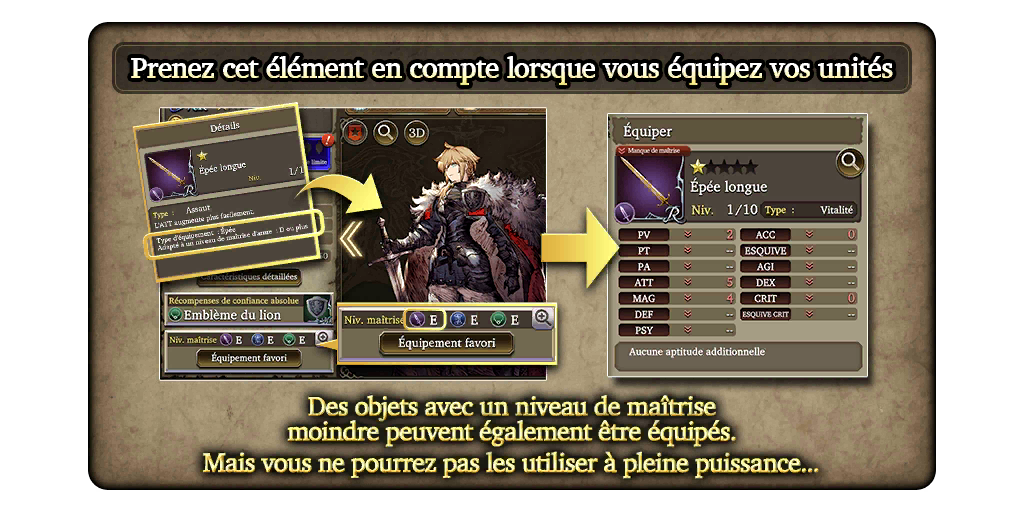 Prenez cet élément en compte lorsque vous équipez vos unités
Détails
Épée longue
Niv. 1/1
Type : Assaut
L'ATT augmente plus facilement.
Type d'équipement : Épée
Adapté à un niveau de maîtrise d'arme : D ou plus
limite
Caractéristiques détaillées
Récompenses de confiance absolue
Emblème du lion
Niv. maîtrise E E E
Équipement favori
3D
Niv. maîtrise E E E
Équipement favori
Équiper
Manque de maîtrise
R
Épée longue
Niv. 1/10 Type : Vitalité
PV 2 ACC 0
PT -- ESQUIVE --
PA -- AGI --
ATT 5 DEX --
MAG 4 CRIT 0
DEF -- ESQUIVE CRIT --
PSY --
Aucune aptitude additionnelle
Des objets avec un niveau de maîtrise
moindre peuvent également être équipés.
Mais vous ne pourrez pas les utiliser à pleine puissance...